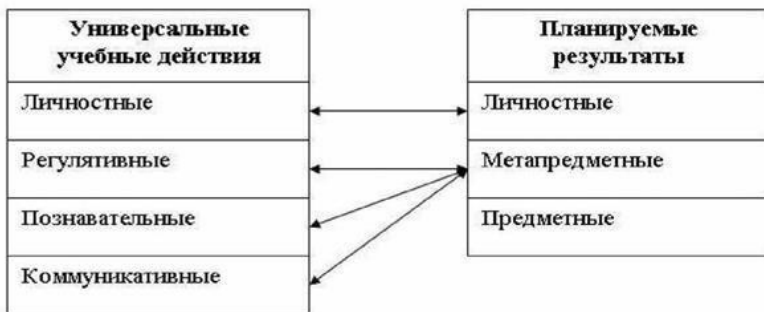 Универсальные
учебные действия
Личностные
Регулятивные
Познавательные
Коммуникативные
Планируемые
результаты
Личностные
Метапредметные
Предметные